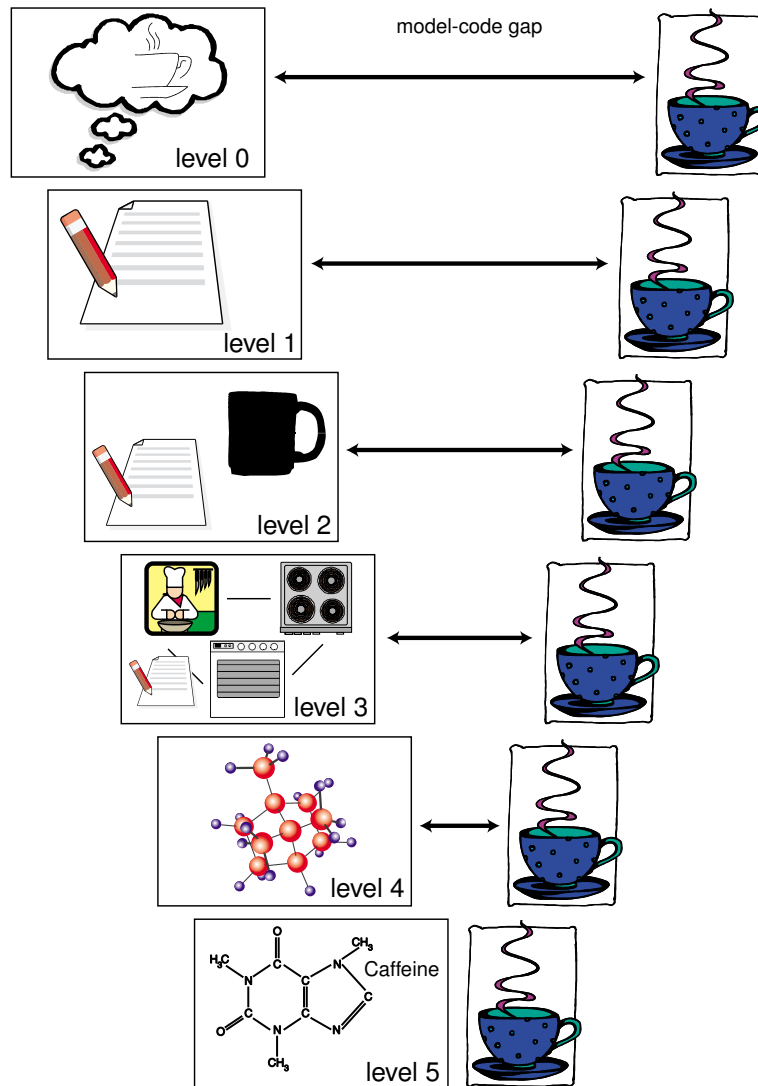 model-code gap
level 0
level 1
level 2
level 3
level 4
O
CH₃
H₃C
C
N
Caffeine
N
C
C
C
C
O
N
N
CH₃
level 5